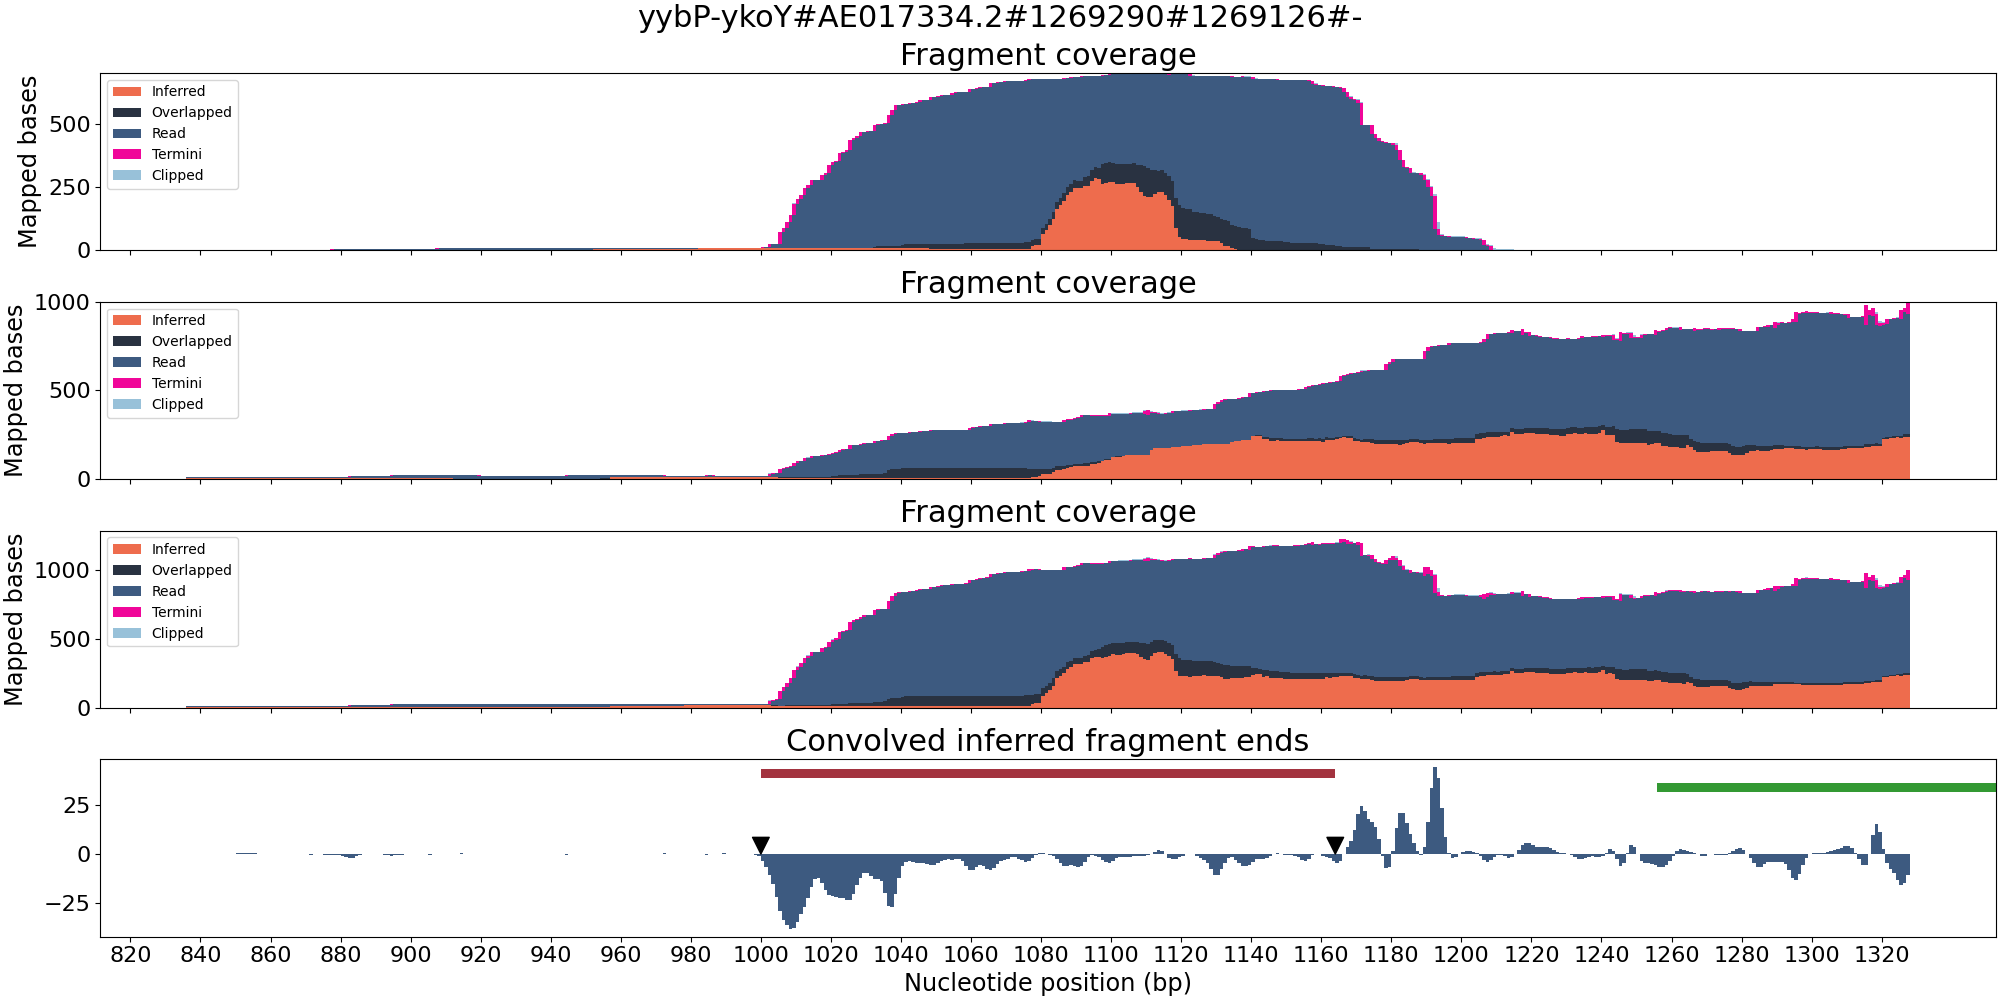 yybP-ykoY#AE017334.2#1269290#1269126#-
Fragment coverage
Mapped bases
500
250
0
Inferred
Overlapped
Read
Termini
Clipped
Fragment coverage
Mapped bases
1000
500
0
Inferred
Overlapped
Read
Termini
Clipped
Fragment coverage
Mapped bases
1000
500
0
Inferred
Overlapped
Read
Termini
Clipped
Convolved inferred fragment ends
25
0
−25
820 840 860 880 900 920 940 960 980 1000 1020 1040 1060 1080 1100 1120 1140 1160 1180 1200 1220 1240 1260 1280 1300 1320
Nucleotide position (bp)